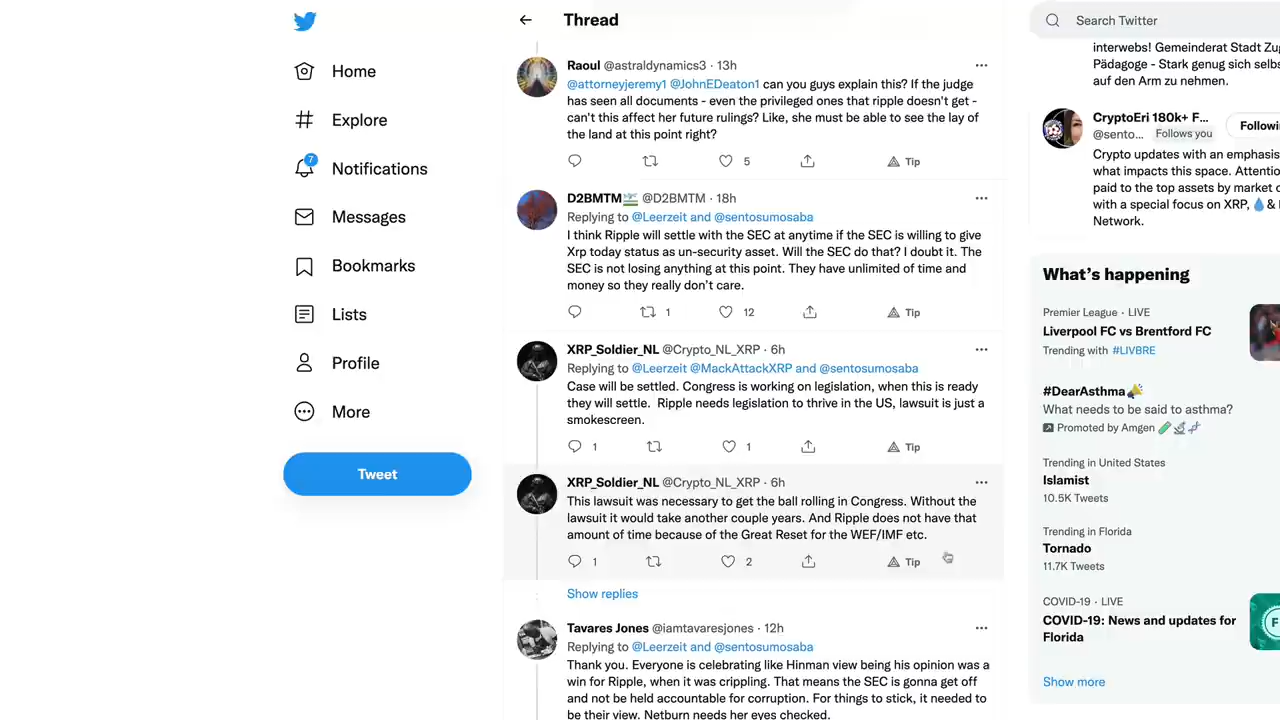 Home
Explore
7
Notifications
Messages
Bookmarks
Lists
Profile
More
Tweet
Thread
Raoul @astraldynamics3 · 13h
@attorneyjeremy1 @JohnEDeaton1 can you guys explain this? If the judge
has seen all documents - even the privileged ones that ripple doesn't get -
can't this affect her future rulings? Like, she must be able to see the lay of
the land at this point right?
5
Tip
D2BMTM @D2BMTM · 18h
Replying to @Leerzeit and @sentosumosaba
I think Ripple will settle with the SEC at anytime if the SEC is willing to give
Xrp today status as un-security asset. Will the SEC do that? I doubt it. The
SEC is not losing anything at this point. They have unlimited of time and
money so they really don't care.
1 12 Tip
XRP_Soldier_NL @Crypto_NL_XRP · 6h
Replying to @Leerzeit @MackAttackXRP and @sentosumosaba
Case will be settled. Congress is working on legislation, when this is ready
they will settle. Ripple needs legislation to thrive in the US, lawsuit is just a
smokescreen.
1 1 Tip
XRP_Soldier_NL @Crypto_NL_XRP · 6h
This lawsuit was necessary to get the ball rolling in Congress. Without the
lawsuit it would take another couple years. And Ripple does not have that
amount of time because of the Great Reset for the WEF/IMF etc.
1 2 Tip
Show replies
Tavares Jones @iamtavaresjones · 12h
Replying to @Leerzeit and @sentosumosaba
Thank you. Everyone is celebrating like Hinman view being his opinion was a
win for Ripple, when it was crippling. That means the SEC is gonna get off
and not be held accountable for corruption. For things to stick, it needed to
be their view. Netburn needs her eyes checked.
Search Twitter
interwebs! Gemeinderat Stadt Zug
Pädagoge - Stark genug sich selbs
auf den Arm zu nehmen.
CryptoEri 180k+ F...
@sento... Follows you
Followi
Crypto updates with an emphasis
what impacts this space. Attentio
paid to the top assets by market c
with a special focus on XRP, &
Network.
What's happening
Premier League · LIVE
Liverpool FC vs Brentford FC
Trending with #LIVBRE
#DearAsthma
What needs to be said to asthma?
Promoted by Amgen
Trending in United States
Islamist
10.5K Tweets
Trending in Florida
Tornado
11.7K Tweets
COVID-19 · LIVE
COVID-19: News and updates for
Florida
F
Show more